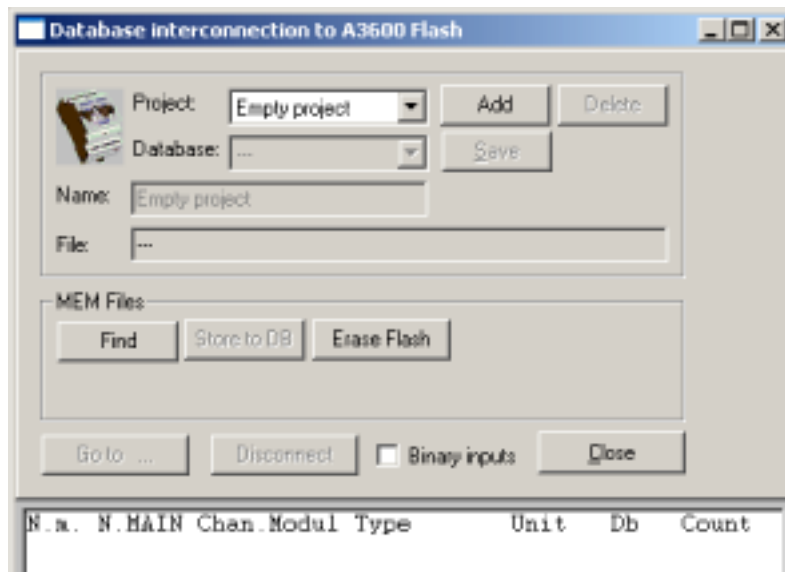 Database interconnection to A3600 Flash
Project: Empty project Add Delete
Database: ... Save
Name: Empty project
File: ---
MEM Files
Find Store to DB Erase Flash
Go to ... Disconnect Binary inputs Close
N.m. N.MAIN Chan.Modul Type Unit Db Count